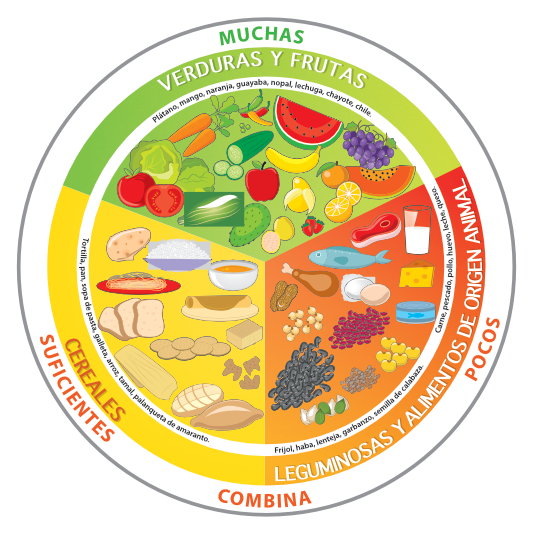 MUCHAS
VERDURAS Y FRUTAS
Plátano, mango, naranja, guayaba, nopal, lechuga, chayote, chile.
Carne, pescado, pollo, huevo, leche, queso.
LEGUMINOSAS Y ALIMENTOS DE ORIGEN ANIMAL
POCOS
Frijol, haba, lenteja, garbanzo, semilla de calabaza.
Tortilla, pan, sopa de pasta, galleta, arroz, tamal, palanqueta de amaranto.
CEREALES
SUFICIENTES
COMBINA